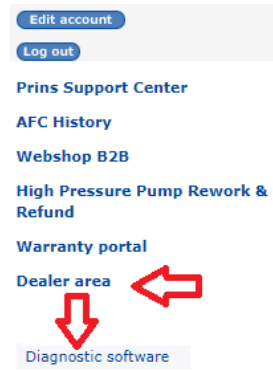 Edit account
Log out
Prins Support Center
AFC History
Webshop B2B
High Pressure Pump Rework &
Refund
Warranty portal
Dealer area
Diagnostic software